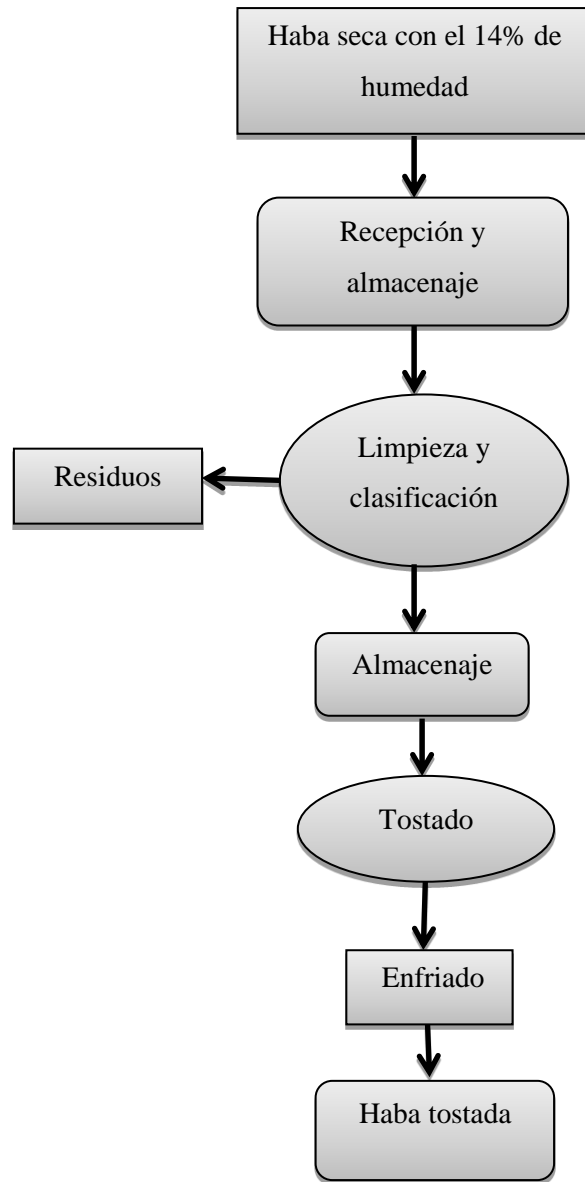 Haba seca con el 14% de
humedad
Recepción y
almacenaje
Limpieza y
clasificación
Residuos
Almacenaje
Tostado
Enfriado
Haba tostada